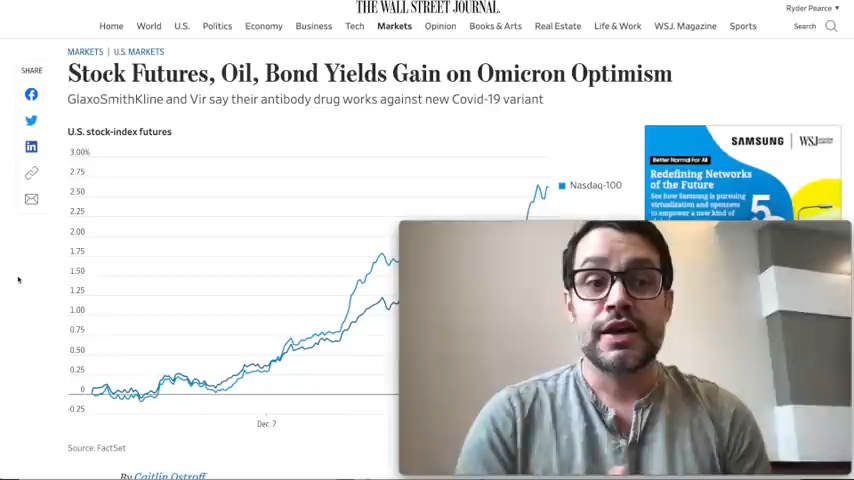 THE WALL STREET JOURNAL.
Ryder Pearce
Home World U.S. Politics Economy Business Tech Markets Opinion Books & Arts Real Estate Life & Work WSJ. Magazine Sports
Search
MARKETS | U.S. MARKETS
SHARE
Stock Futures, Oil, Bond Yields Gain on Omicron Optimism
GlaxoSmithKline and Vir say their antibody drug works against new Covid-19 variant
U.S. stock-index futures
3.00%
2.75
2.50
2.25
2.00
1.75
1.50
1.25
1.00
0.75
0.50
0.25
0
-0.25
Nasdaq-100
Dec. 7
Source: FactSet
By Caitlin Ostroff
SAMSUNG | WSJ
Better Normal For All
Redefining Networks
of the Future
See how Samsung is pursuing
virtualization and openness
to empower a new kind of
5